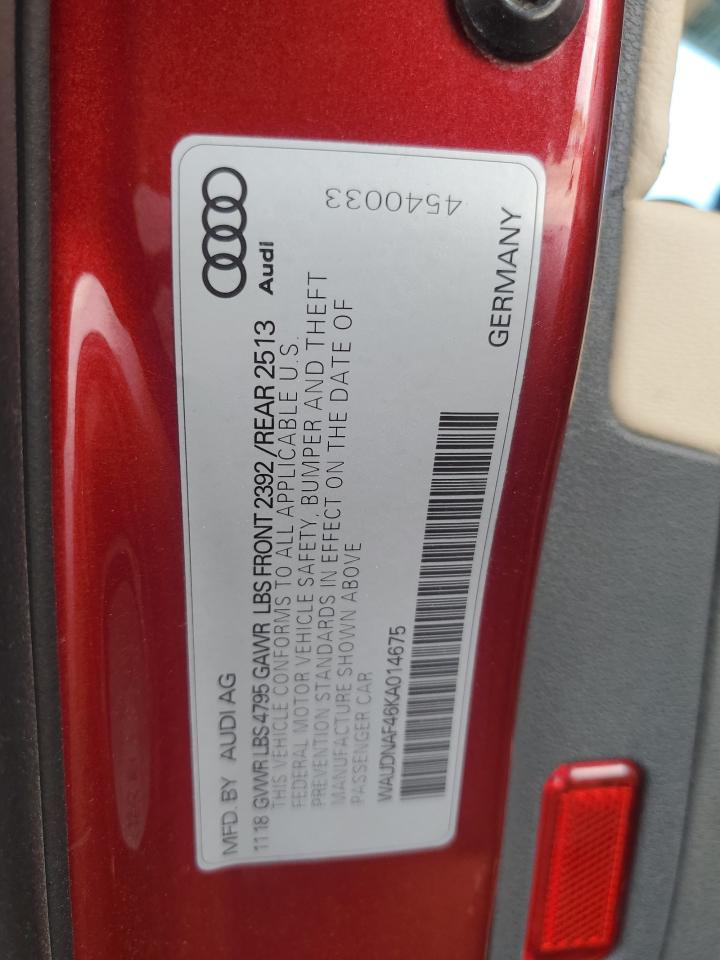 Audi
MFD. BY AUDI AG
11 18 GVWR LBS 4795 GAWR LBS FRONT 2392 /REAR 2513
THIS VEHICLE CONFORMS TO ALL APPLICABLE U.S.
FEDERAL MOTOR VEHICLE SAFETY, BUMPER AND THEFT
PREVENTION STANDARDS IN EFFECT ON THE DATE OF
MANUFACTURE SHOWN ABOVE
PASSENGER CAR
WAUDNAF46KA014675
4540033
GERMANY